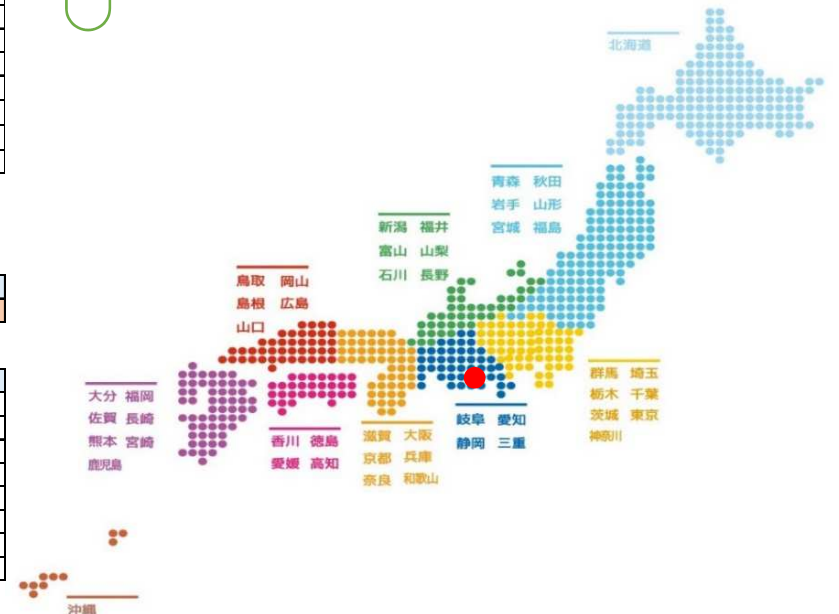 北海道
青森 秋田
岩手 山形
宮城 福島
新潟 福井
富山 山梨
石川 長野
鳥取 岡山
島根 広島
山口
群馬 埼玉
栃木 千葉
茨城 東京
神奈川
大分 福岡
佐賀 長崎
熊本 宮崎
鹿児島
香川 徳島
愛媛 高知
滋賀 大阪
京都 兵庫
奈良 和歌山
岐阜 愛知
静岡 三重
沖縄